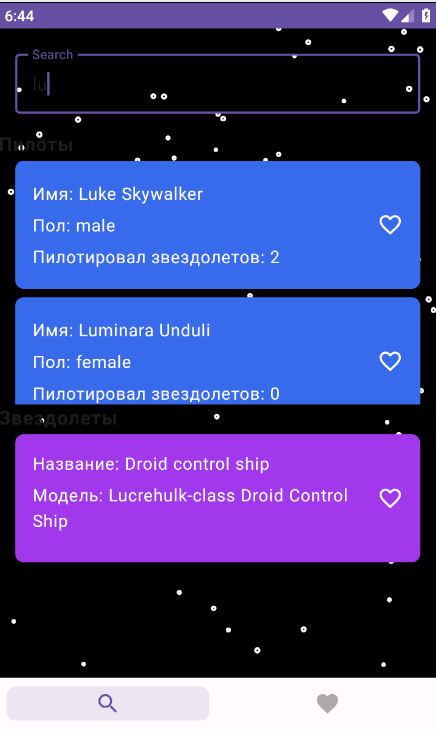 6:44
Search
lu
Пилоты
Имя: Luke Skywalker
Пол: male
Пилотировал звездолетов: 2
Имя: Luminara Unduli
Пол: female
Пилотировал звездолетов: 0
Звездолеты
Название: Droid control ship
Модель: Lucrehulk-class Droid Control
Ship